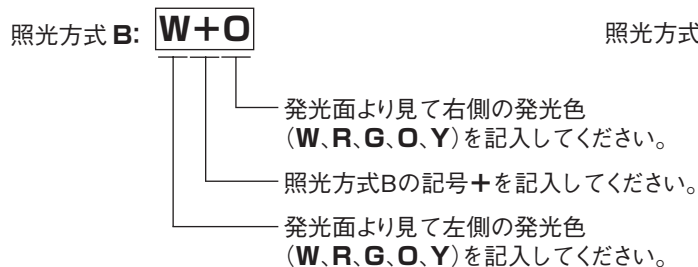 照光方式 B: W+O
照光方式
発光面より見て右側の発光色
（W、R、G、O、Y）を記入してください。
照光方式Bの記号+を記入してください。
発光面より見て左側の発光色
（W、R、G、O、Y）を記入してください。